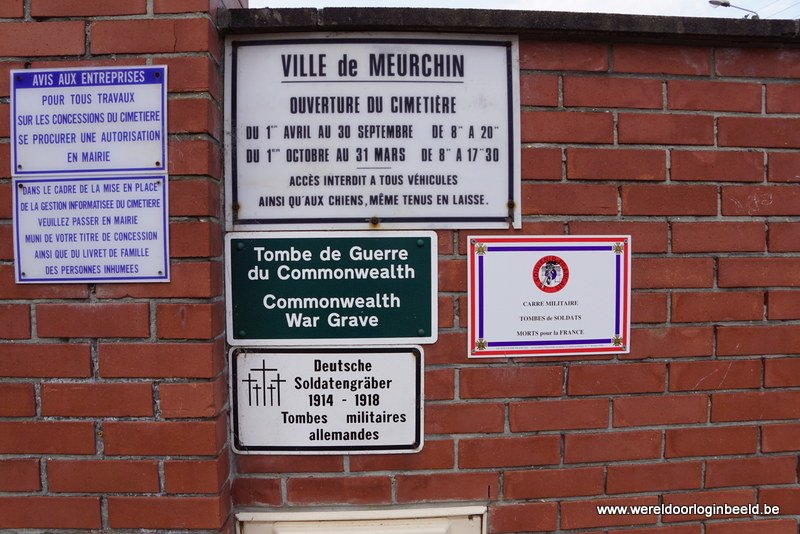 AVIS AUX ENTREPRISES
POUR TOUS TRAVAUX
SUR LES CONCESSIONS DU CIMETIÈRE
SE PROCURER UNE AUTORISATION
EN MAIRIE
DANS LE CADRE DE LA MISE EN PLACE
DE LA GESTION INFORMATISEE DU CIMETIÈRE
VEUILLEZ PASSER EN MAIRIE
MUNI DE VOTRE TITRE DE CONCESSION
AINSI QUE DU LIVRET DE FAMILLE
DES PERSONNES INHUMEES
VILLE de MEURCHIN
OUVERTURE DU CIMETIÈRE
DU 1er AVRIL AU 30 SEPTEMBRE DE 8H A 20H
DU 1er OCTOBRE AU 31 MARS DE 8H A 17H30
ACCÈS INTERDIT A TOUS VÉHICULES
AINSI QU'AUX CHIENS, MÊME TENUS EN LAISSE.
Tombe de Guerre
du Commonwealth
Commonwealth
War Grave
Deutsche
Soldatengräber
1914 - 1918
Tombes militaires
allemandes
CARRE MILITAIRE
TOMBES de SOLDATS
MORTS pour la FRANCE
www.wereldoorloginbeeld.be